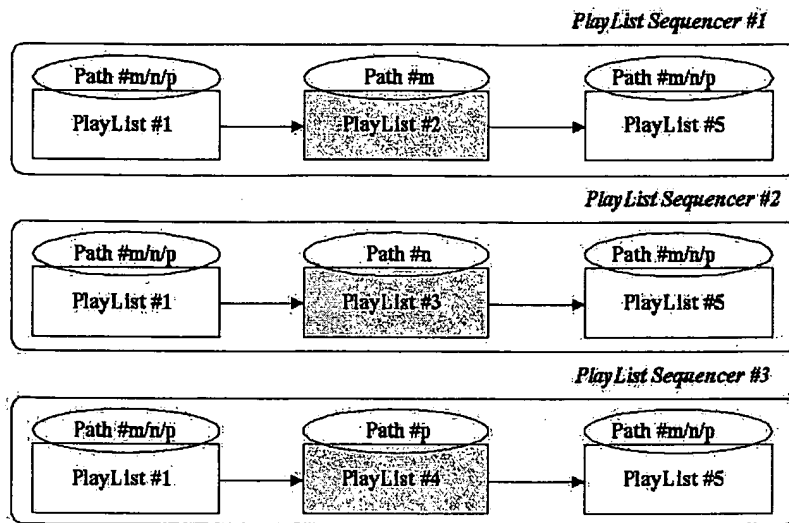 PlayList Sequencer #1
Path #m/n/p Path #m Path #m/n/p
PlayList #1 PlayList #2 PlayList #5
PlayList Sequencer #2
Path #m/n/p Path #n Path #m/n/p
PlayList #1 PlayList #3 PlayList #5
PlayList Sequencer #3
Path #m/n/p Path #p Path #m/n/p
PlayList #1 PlayList #4 PlayList #5